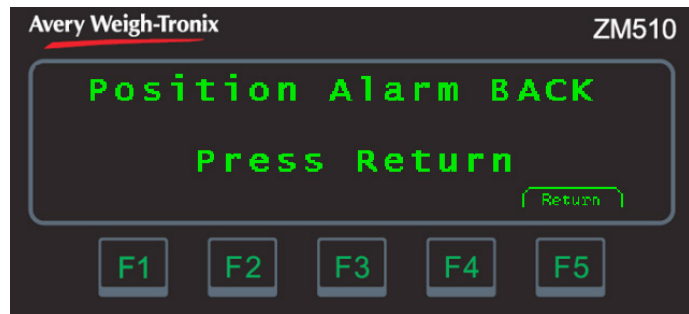 Avery Weigh-Tronix
ZM510
Position Alarm BACK
Press Return
Return
F1 F2 F3 F4 F5